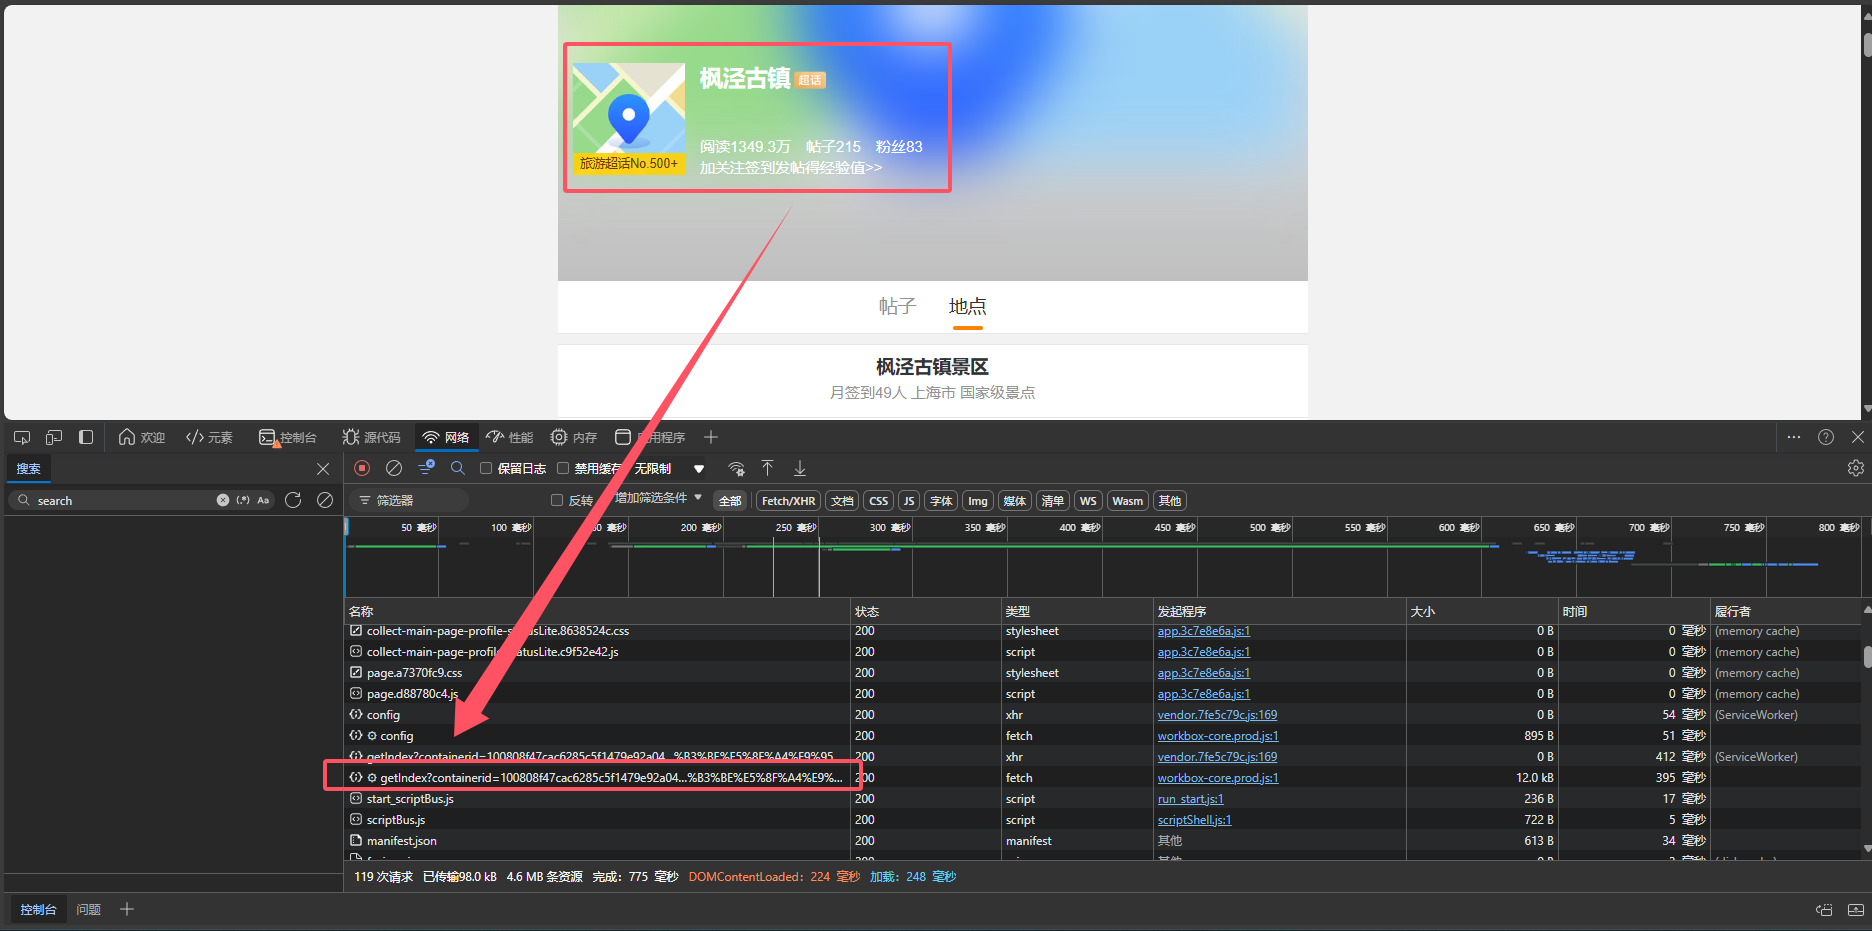 枫泾古镇 超话
阅读1349.3万 帖子215 粉丝83
旅游超话No.500+ 加关注签到发帖得经验值>>
帖子 地点
枫泾古镇景区
月签到49人 上海市 国家级景点
欢迎 元素 控制台 源代码 网络 性能 内存 应用程序
搜索 保留日志 禁用缓存 无限制
search Aa 筛选器 反转 增加筛选条件 全部 Fetch/XHR 文档 CSS JS 字体 Img 媒体 清单 WS Wasm 其他
50 毫秒 100 毫秒 200 毫秒 250 毫秒 300 毫秒 350 毫秒 400 毫秒 450 毫秒 500 毫秒 550 毫秒 600 毫秒 650 毫秒 700 毫秒 750 毫秒 800 毫秒
名称 状态 类型 发起程序 大小 时间 履行者
200 stylesheet app.3c7e8e6a.js:1 0 B 0 毫秒 (memory cache)
200 script app.3c7e8e6a.js:1 0 B 0 毫秒 (memory cache)
page.a7370fc9.css 200 stylesheet app.3c7e8e6a.js:1 0 B 0 毫秒 (memory cache)
page.d88780c4.js 200 script app.3c7e8e6a.js:1 0 B 0 毫秒 (memory cache)
config 200 xhr vendor.7fe5c79c.js:169 0 B 54 毫秒 (ServiceWorker)
config 200 fetch workbox-core.prod.js:1 895 B 51 毫秒
getIndex?containerid=100808f47cac6285c5f1479e92a04...%B3%BE%E5%8F%A4%E9%95... 200 xhr vendor.7fe5c79c.js:169 0 B 412 毫秒 (ServiceWorker)
getIndex?containerid=100808f47cac6285c5f1479e92a04...%B3%BE%E5%8F%A4%E9%... 200 fetch workbox-core.prod.js:1 12.0 kB 395 毫秒
start_scriptBus.js 200 script run_start.js:1 236 B 17 毫秒
scriptBus.js 200 script scriptShell.js:1 722 B 5 毫秒
manifest.json 200 manifest 其他 613 B 34 毫秒
119 次请求 已传输98.0 kB 4.6 MB 条资源 完成：775 毫秒 DOMContentLoaded：224 毫秒 加载：248 毫秒
控制台 问题